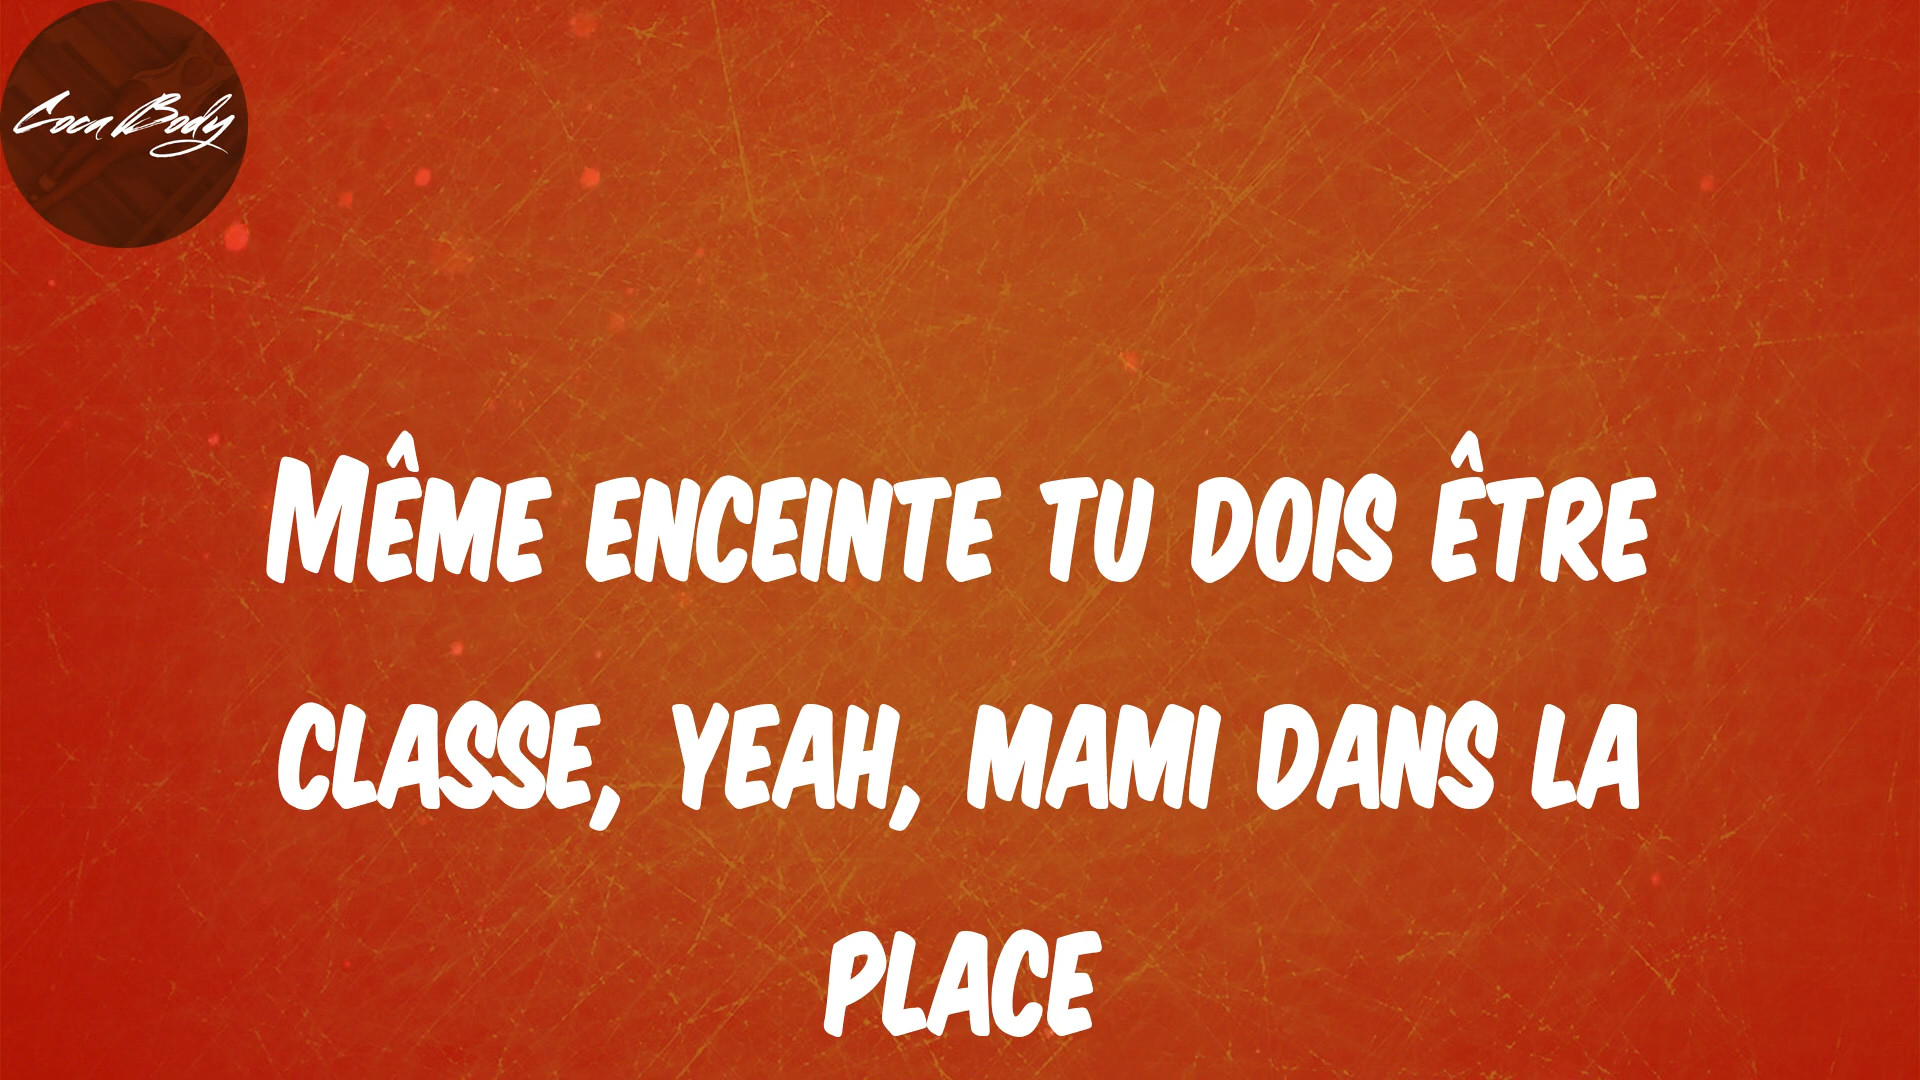 Coca Body
Même enceinte tu dois être
classe, yeah, mami dans la
place